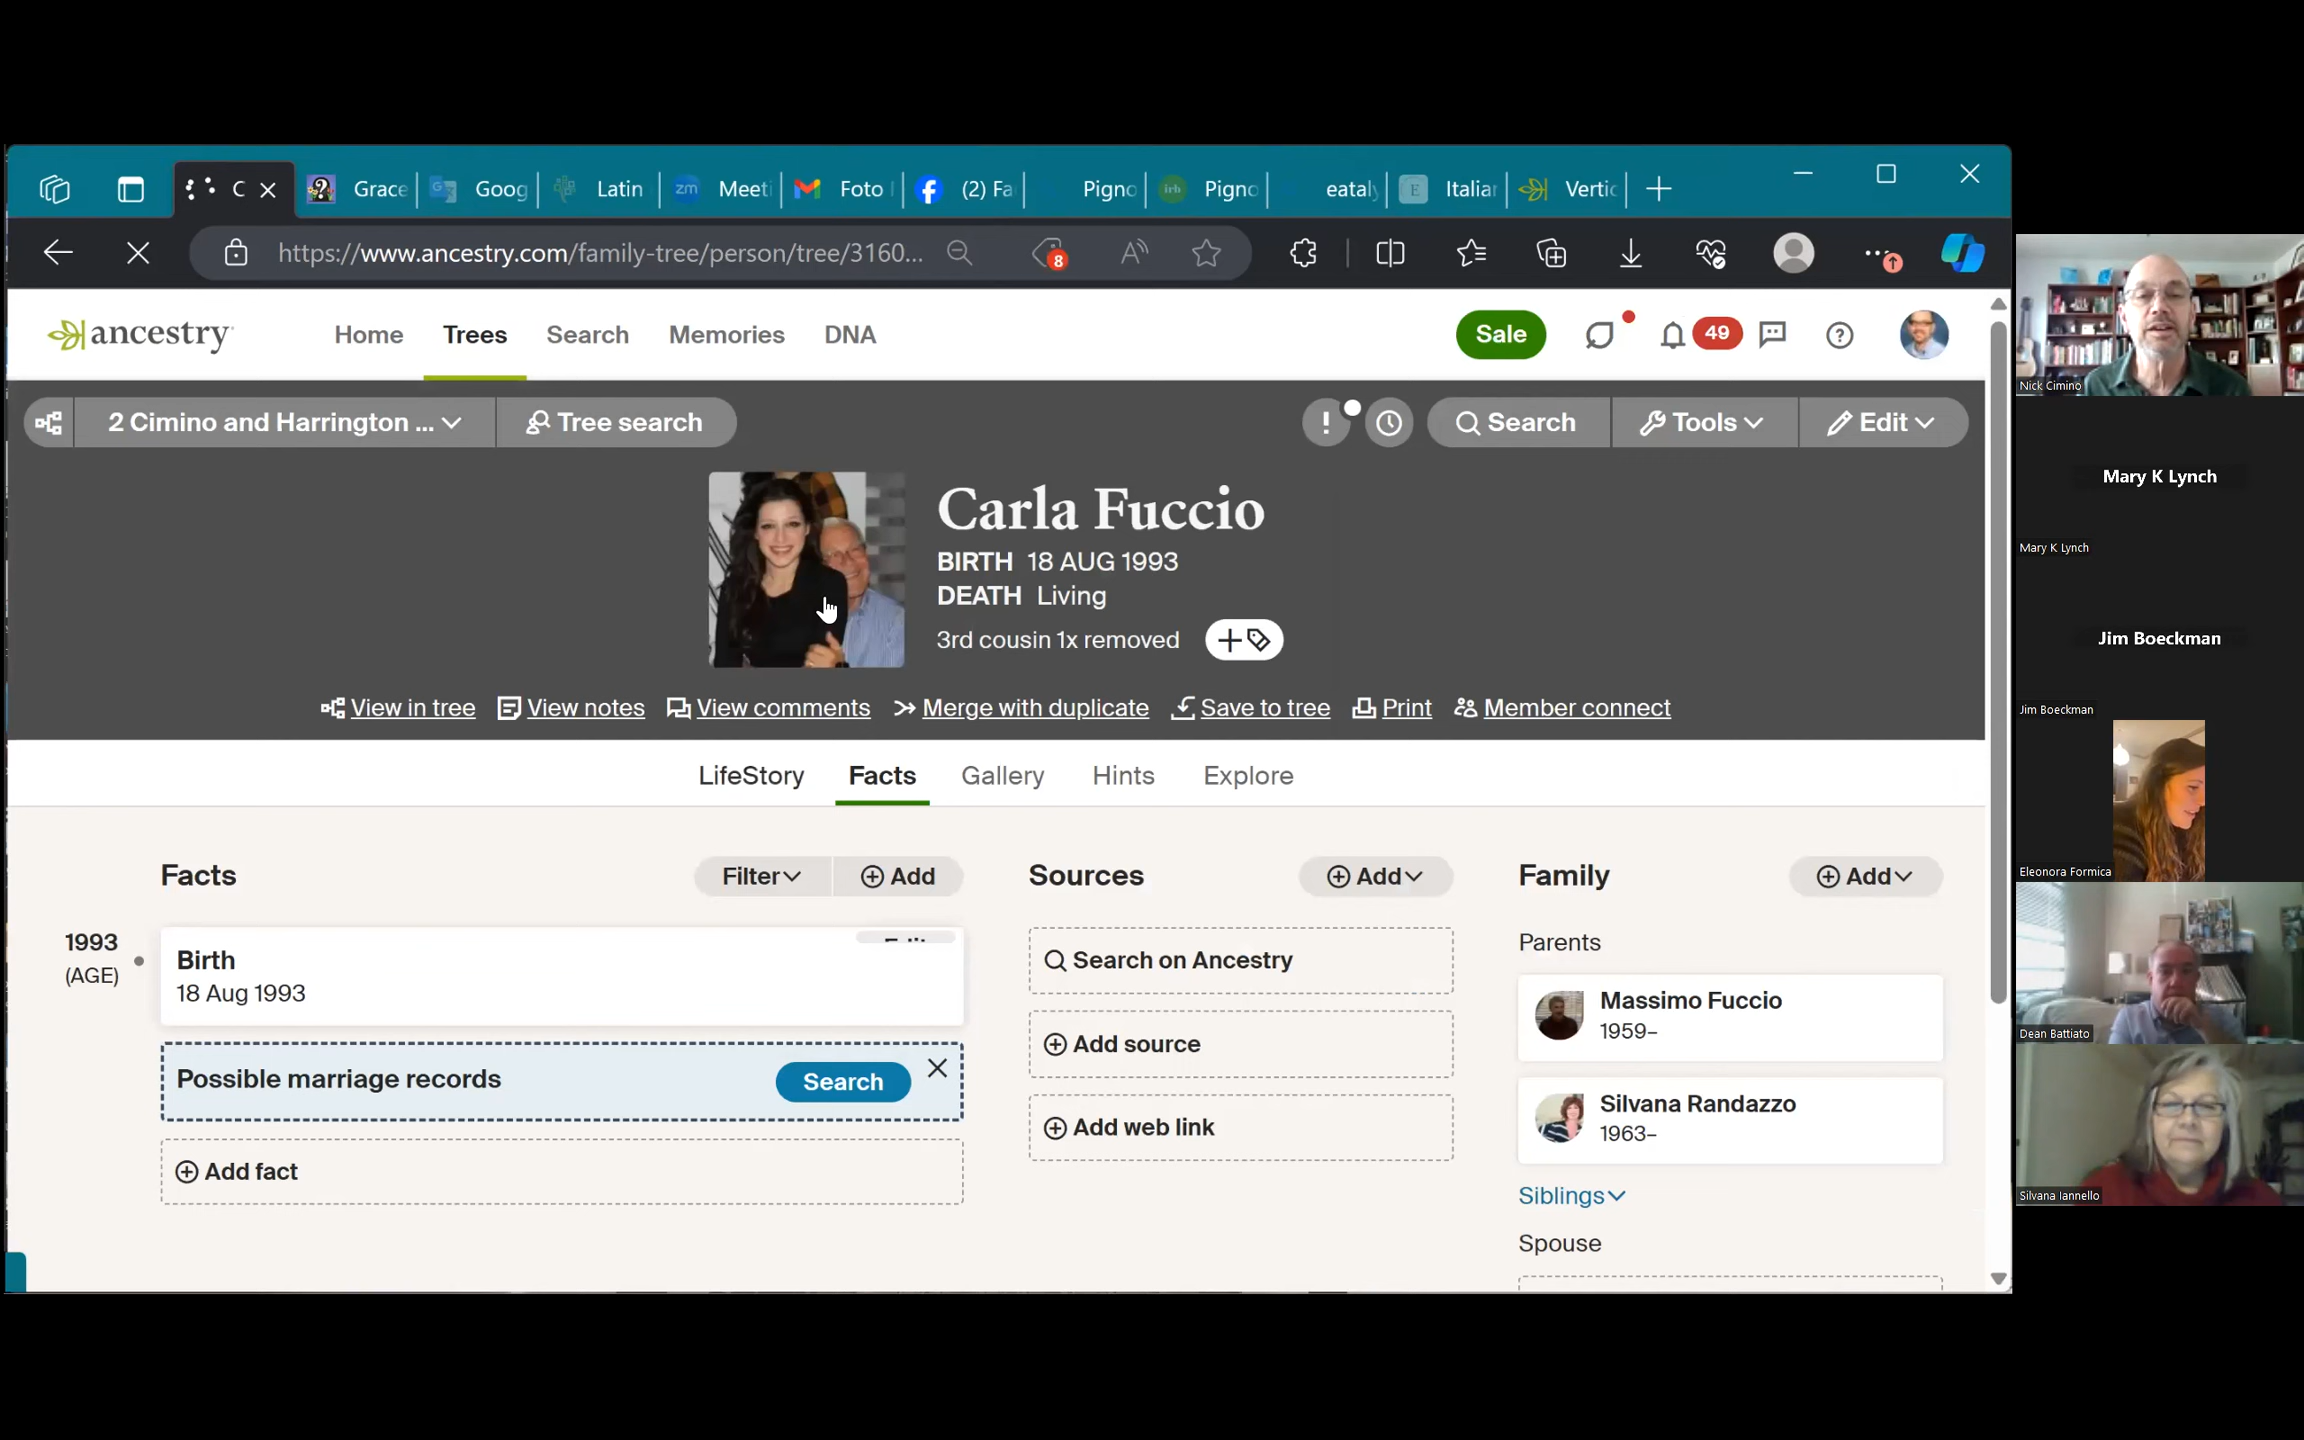 C
Grace
Goog
Latin
zm Meeti
Foto
(2) Fa
Pigno
irb Pigno
eataly
E Italian
Vertic
https://www.ancestry.com/family-tree/person/tree/3160...
8
ancestry
Home Trees Search Memories DNA
Sale
49
2 Cimino and Harrington ...
Tree search
Search
Tools
Edit
Carla Fuccio
BIRTH 18 AUG 1993
DEATH Living
3rd cousin 1x removed
View in tree View notes View comments Merge with duplicate Save to tree Print Member connect
LifeStory Facts Gallery Hints Explore
Facts
Filter
Add
1993
(AGE)
Birth
18 Aug 1993
Edit
Possible marriage records
Search
Add fact
Sources
Add
Search on Ancestry
Add source
Add web link
Family
Add
Parents
Massimo Fuccio
1959–
Silvana Randazzo
1963–
Siblings
Spouse
Nick Cimino
Mary K Lynch
Mary K Lynch
Jim Boeckman
Jim Boeckman
Eleonora Formica
Dean Battiato
Silvana Iannello